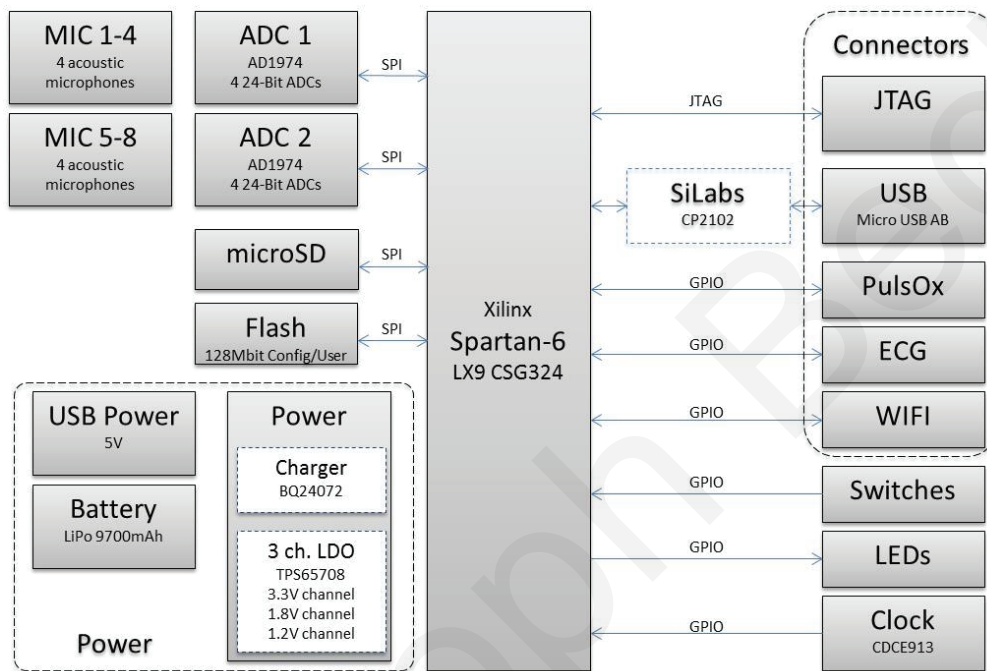 MIC 1-4
4 acoustic
microphones
ADC 1
AD1974
4 24-Bit ADCs
SPI
MIC 5-8
4 acoustic
microphones
ADC 2
AD1974
4 24-Bit ADCs
SPI
microSD
SPI
Flash
128Mbit Config/User
SPI
USB Power
5V
Battery
LiPo 9700mAh
Power
Charger
BQ24072
3 ch. LDO
TPS65708
3.3V channel
1.8V channel
1.2V channel
Power
Xilinx
Spartan-6
LX9 CSG324
Connectors
JTAG
JTAG
SiLabs
CP2102
USB
Micro USB AB
GPIO
PulsOx
GPIO
ECG
GPIO
WIFI
GPIO
Switches
GPIO
LEDs
GPIO
Clock
CDCE913